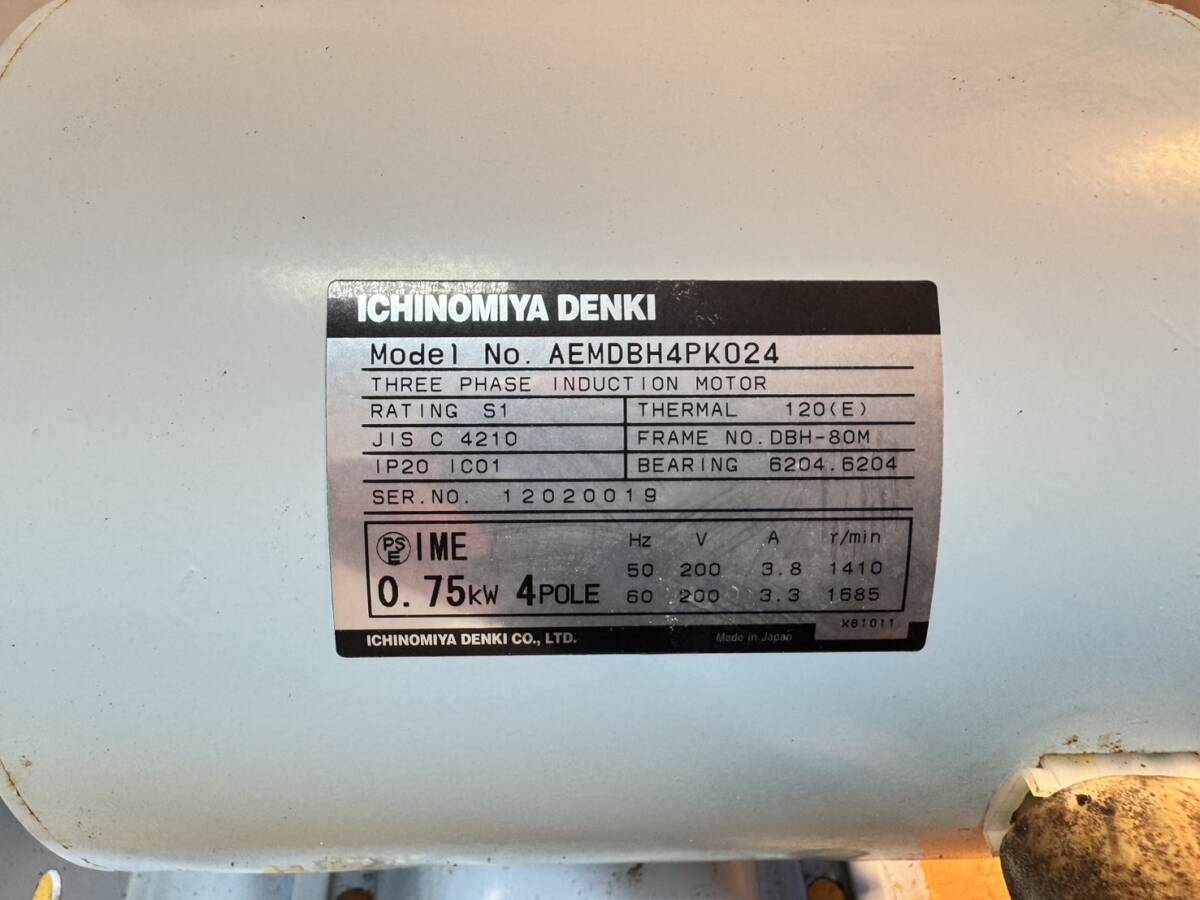 ICHINOMIYA DENKI
Model No. AEMDBH4PK024
THREE PHASE INDUCTION MOTOR
RATING S1 THERMAL 120(E)
JIS C 4210 FRAME NO. DBH-80M
IP20 IC01 BEARING 6204.6204
SER.NO. 12020019
PSE IME Hz V A r/min
50 200 3.8 1410
0.75kW 4POLE 60 200 3.3 1685
X61011
ICHINOMIYA DENKI CO., LTD. Made in Japan